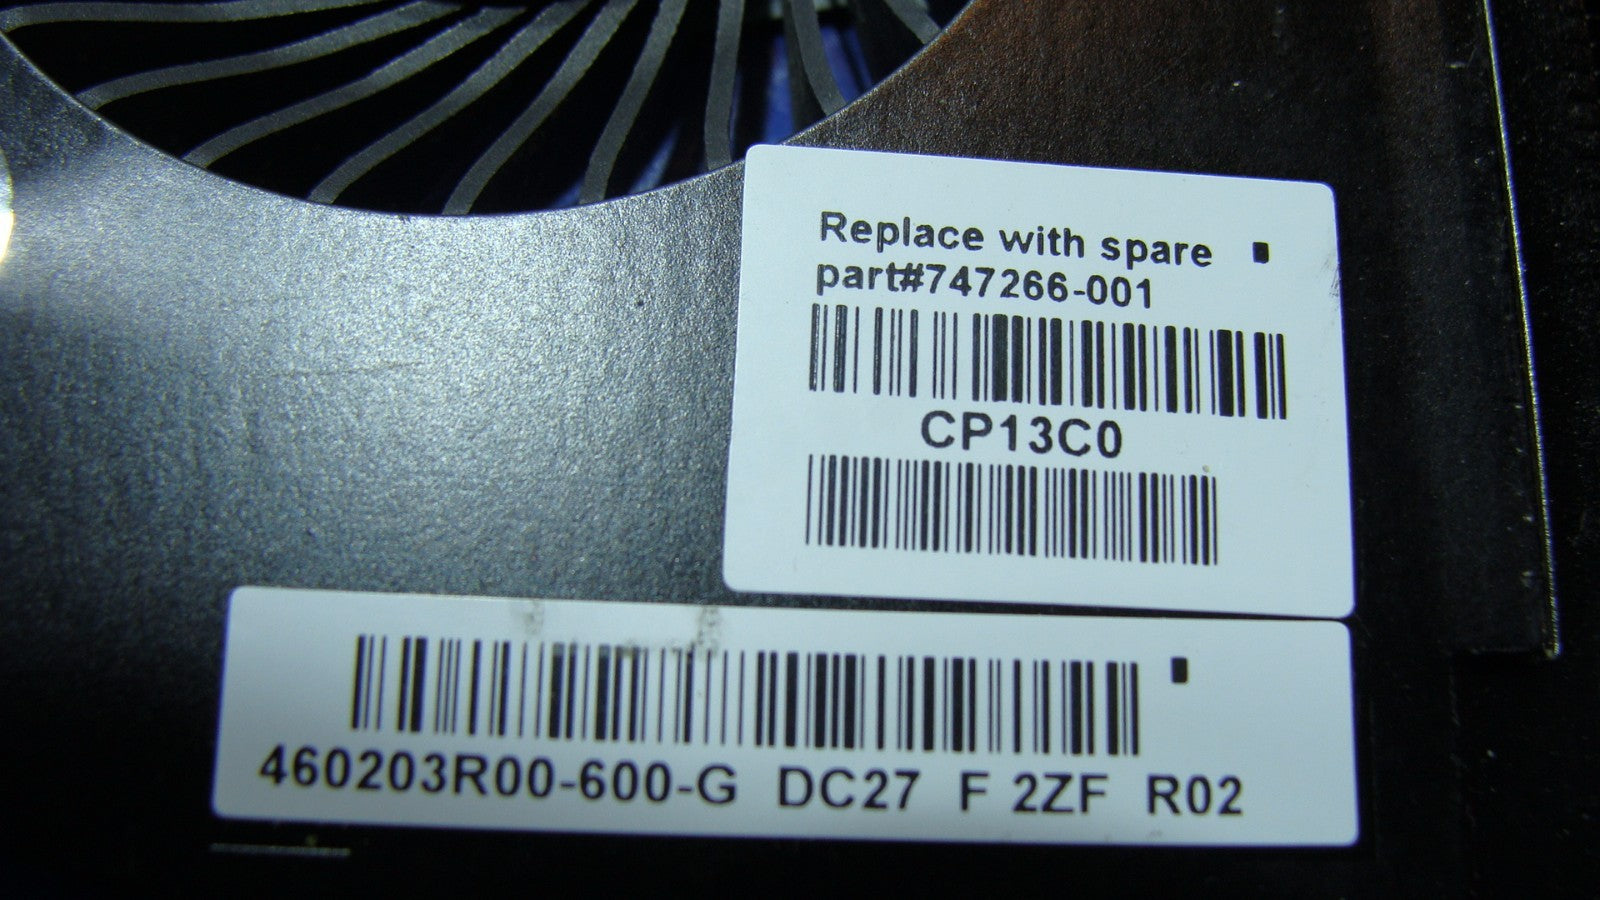 Replace with spare
part#747266-001
CP13C0
460203R00-600-G DC27 F 2ZF R02